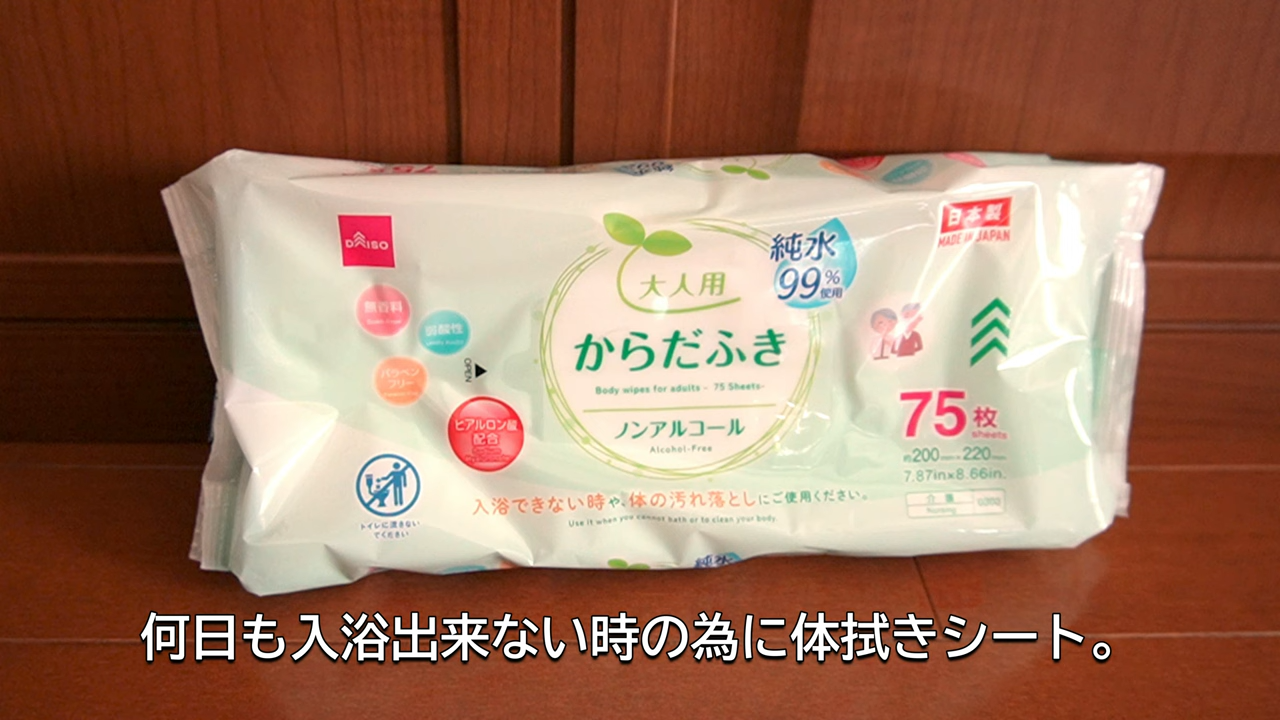 DAISO
無香料
弱酸性
パラベン
フリー
OPEN
ヒアルロン酸
配合
トイレに流さない
でください
大人用
からだふき
Body wipes for adults - 75 Sheets-
ノンアルコール
Alcohol-Free
純水
99%
使用
入浴できない時や、体の汚れ落としにご使用ください。
Use it when you cannot bath or to clean your body.
日本製
MADE IN JAPAN
75枚
sheets
約200mm×220mm
7.87in×8.66in.
介護
Nursing
純水
何日も入浴出来ない時の為に体拭きシート。